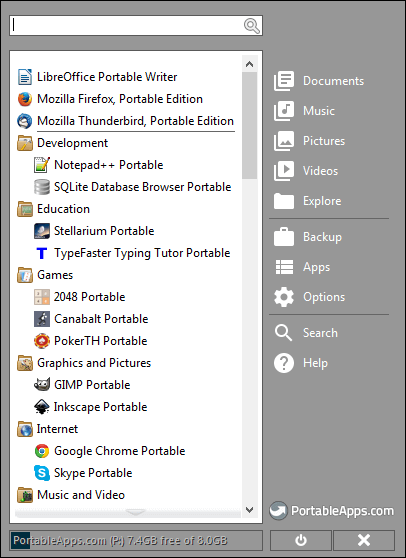 LibreOffice Portable Writer
Mozilla Firefox, Portable Edition
Mozilla Thunderbird, Portable Edition
Development
Notepad++ Portable
SQLite Database Browser Portable
Education
Stellarium Portable
TypeFaster Typing Tutor Portable
Games
2048 Portable
Canabalt Portable
PokerTH Portable
Graphics and Pictures
GIMP Portable
Inkscape Portable
Internet
Google Chrome Portable
Skype Portable
Music and Video
Documents
Music
Pictures
Videos
Explore
Backup
Apps
Options
Search
Help
PortableApps.com
PortableApps.com (P:) 7.4GB free of 8.0GB